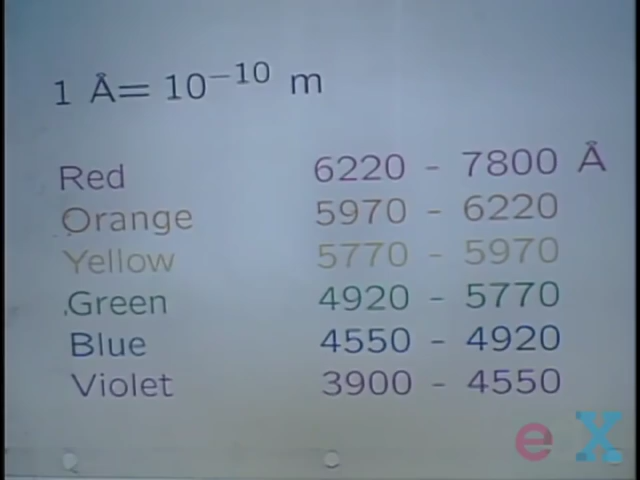 1 Å= 10⁻¹⁰ m
Red 6220 - 7800 Å
Orange 5970 - 6220
Yellow 5770 - 5970
Green 4920 - 5770
Blue 4550 - 4920
Violet 3900 - 4550
e X